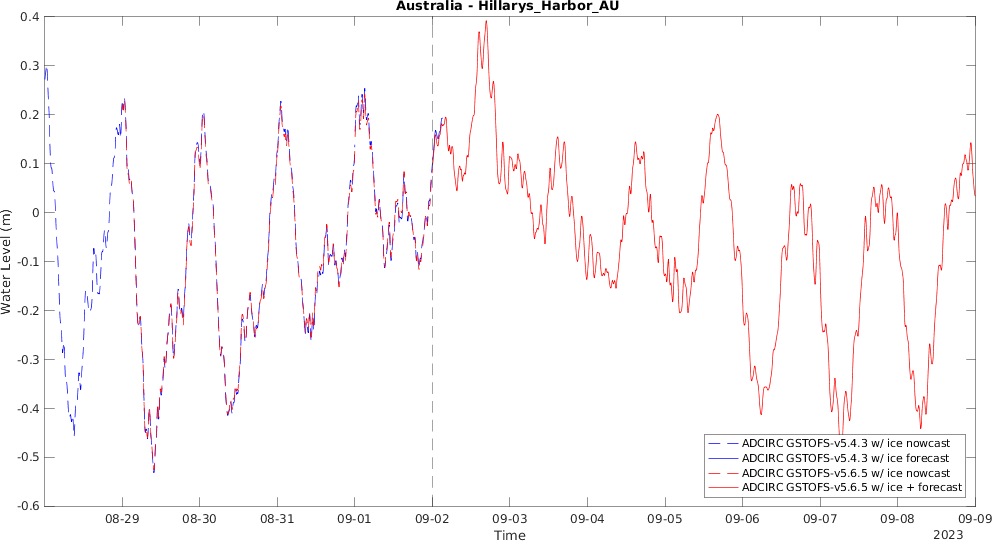 Australia - Hillarys_Harbor_AU
0.4
0.3
0.2
0.1
0
-0.1
-0.2
-0.3
-0.4
-0.5
-0.6
Water Level (m)
ADCIRC GSTOFS-v5.4.3 w/ ice nowcast
ADCIRC GSTOFS-v5.4.3 w/ ice forecast
ADCIRC GSTOFS-v5.6.5 w/ ice nowcast
ADCIRC GSTOFS-v5.6.5 w/ ice + forecast
08-29 08-30 08-31 09-01 09-02 09-03 09-04 09-05 09-06 09-07 09-08 09-09
Time
2023